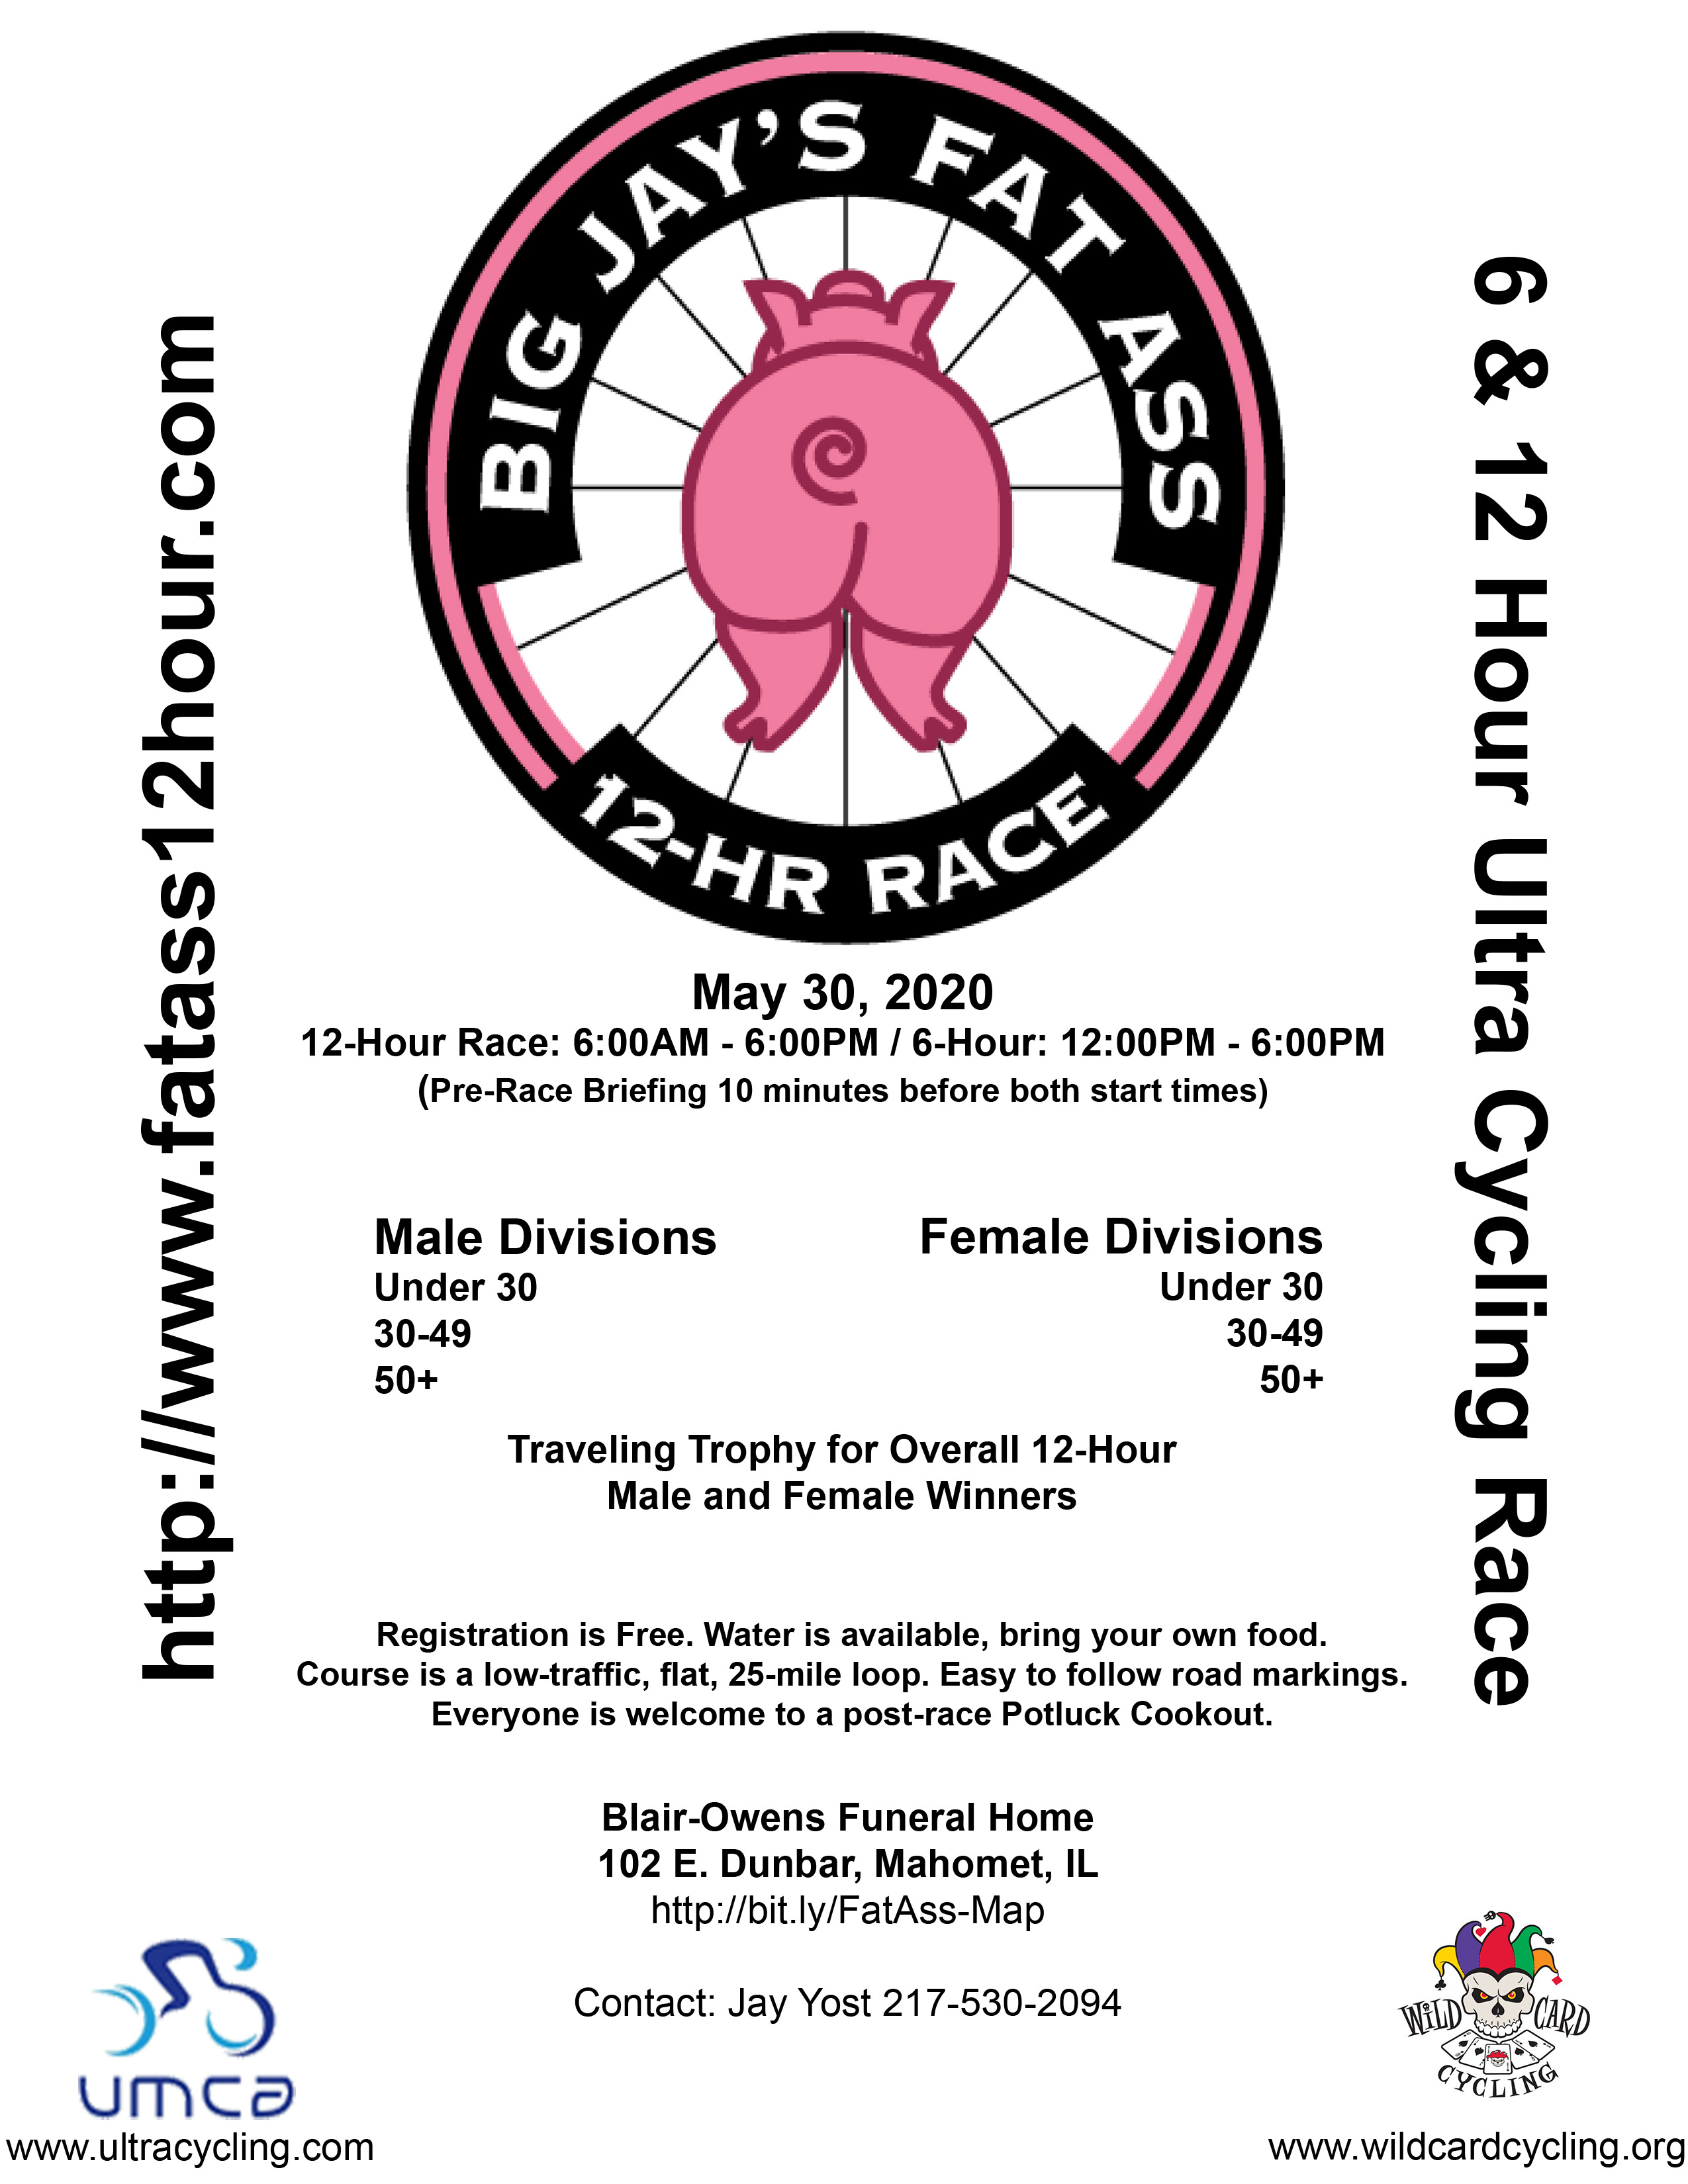 BIG JAY'S FAT ASS
12-HR RACE
http://www.fatass12hour.com
6 & 12 Hour Ultra Cycling Race
May 30, 2020
12-Hour Race: 6:00AM - 6:00PM / 6-Hour: 12:00PM - 6:00PM
(Pre-Race Briefing 10 minutes before both start times)
Male Divisions
Under 30
30-49
50+
Female Divisions
Under 30
30-49
50+
Traveling Trophy for Overall 12-Hour
Male and Female Winners
Registration is Free. Water is available, bring your own food.
Course is a low-traffic, flat, 25-mile loop. Easy to follow road markings.
Everyone is welcome to a post-race Potluck Cookout.
Blair-Owens Funeral Home
102 E. Dunbar, Mahomet, IL
http://bit.ly/FatAss-Map
Contact: Jay Yost 217-530-2094
umca
www.ultracycling.com
WiLD CARD
CYCLING
www.wildcardcycling.org